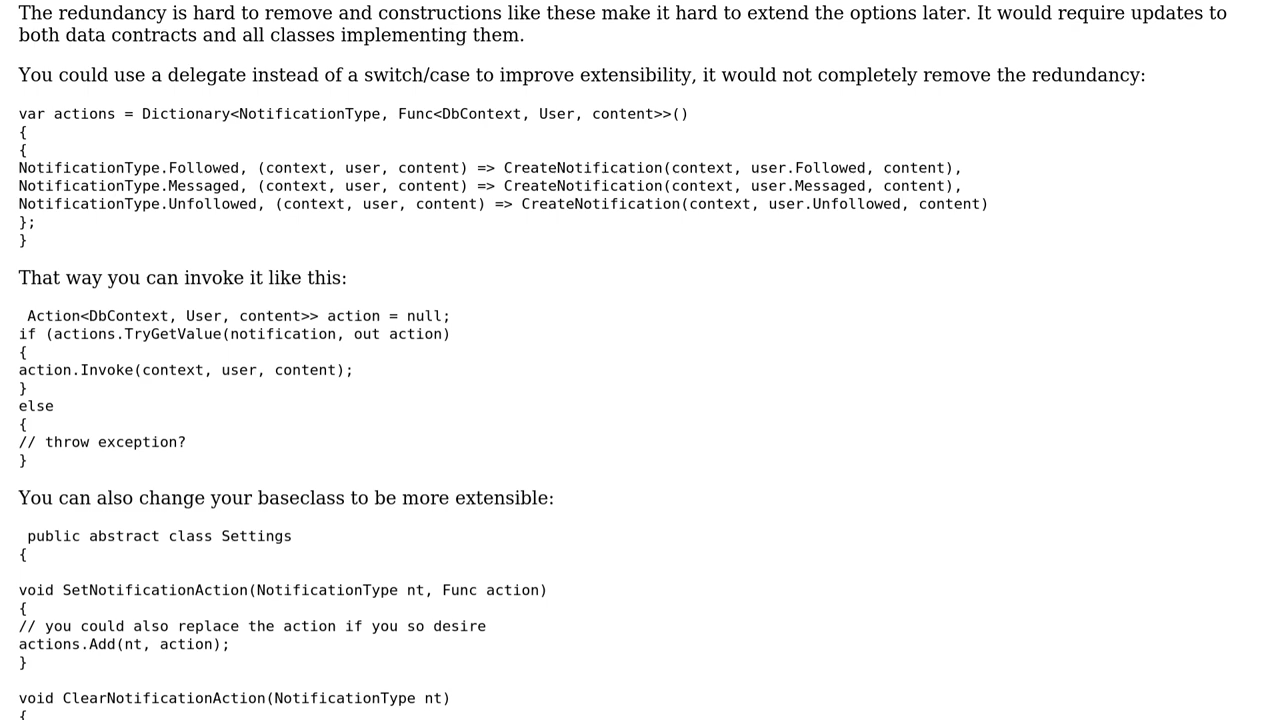 The redundancy is hard to remove and constructions like these make it hard to extend the options later. It would require updates to
both data contracts and all classes implementing them.
You could use a delegate instead of a switch/case to improve extensibility, it would not completely remove the redundancy:
var actions = Dictionary<NotificationType, Func<DbContext, User, content>>()
{
{
NotificationType.Followed, (context, user, content) => CreateNotification(context, user.Followed, content),
NotificationType.Messaged, (context, user, content) => CreateNotification(context, user.Messaged, content),
NotificationType.Unfollowed, (context, user, content) => CreateNotification(context, user.Unfollowed, content)
};
}
That way you can invoke it like this:
Action<DbContext, User, content>> action = null;
if (actions.TryGetValue(notification, out action)
{
action.Invoke(context, user, content);
}
else
{
// throw exception?
}
You can also change your baseclass to be more extensible:
public abstract class Settings
{
void SetNotificationAction(NotificationType nt, Func action)
{
// you could also replace the action if you so desire
actions.Add(nt, action);
}
void ClearNotificationAction(NotificationType nt)
{